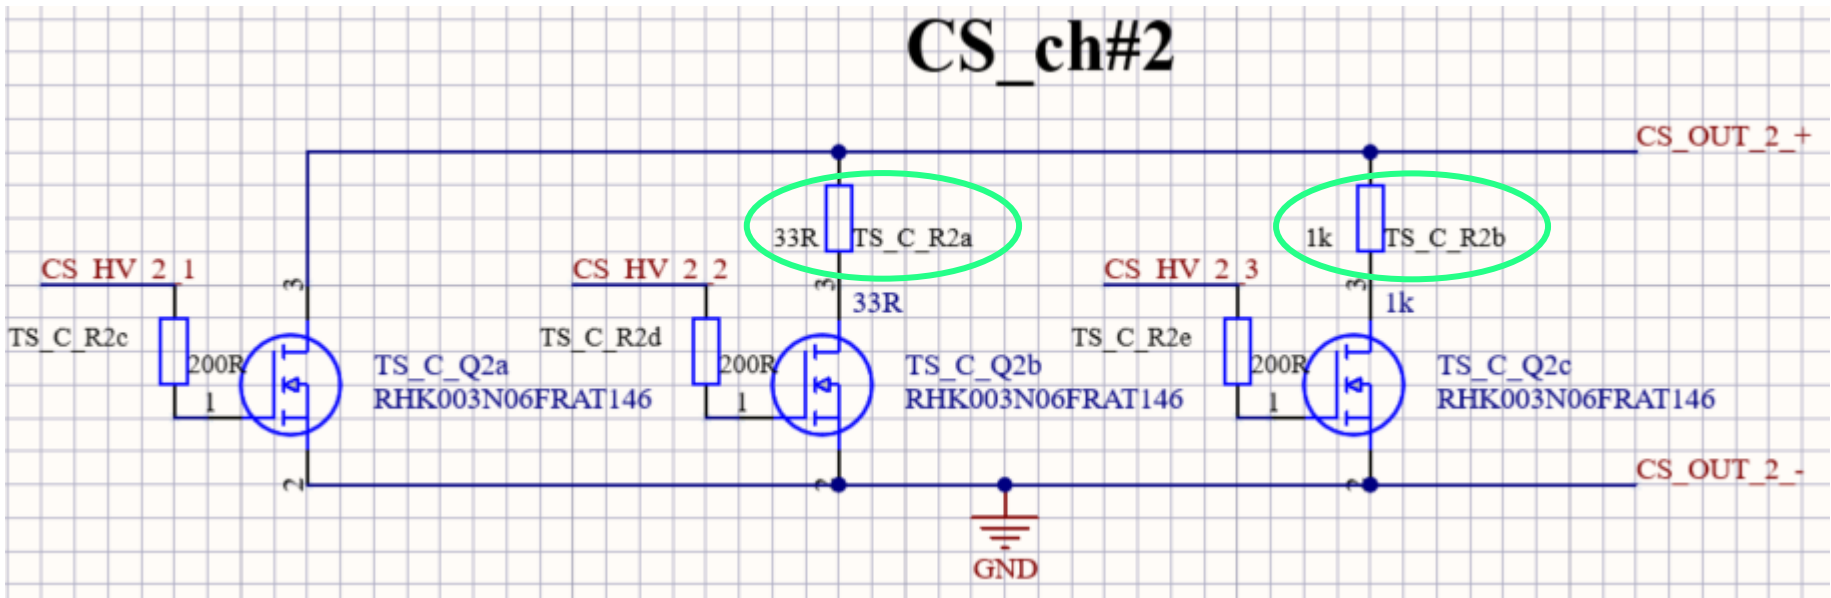 CS_ch#2
CS_OUT_2_+
33R TS_C_R2a
1k TS_C_R2b
CS_HV_2_1
3
CS_HV_2_2
3
33R
CS_HV_2_3
3
1k
TS_C_R2c
200R
1
TS_C_Q2a
RHK003N06FRAT146
TS_C_R2d
200R
1
TS_C_Q2b
RHK003N06FRAT146
TS_C_R2e
200R
1
TS_C_Q2c
RHK003N06FRAT146
2
2
2
CS_OUT_2_-
GND